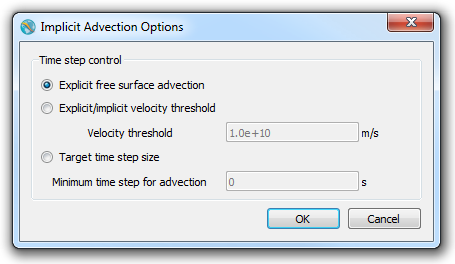 Implicit Advection Options
Time step control
Explicit free surface advection
Explicit/implicit velocity threshold
Velocity threshold 1.0e+10 m/s
Target time step size
Minimum time step for advection 0 s
OK Cancel